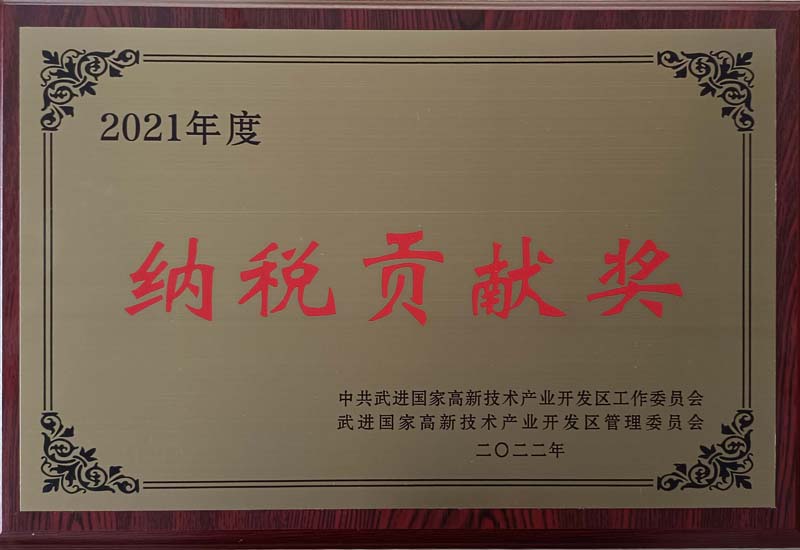 2021年度
纳税贡献奖
中共武进国家高新技术产业开发区工作委员会
武进国家高新技术产业开发区管理委员会
二〇二二年